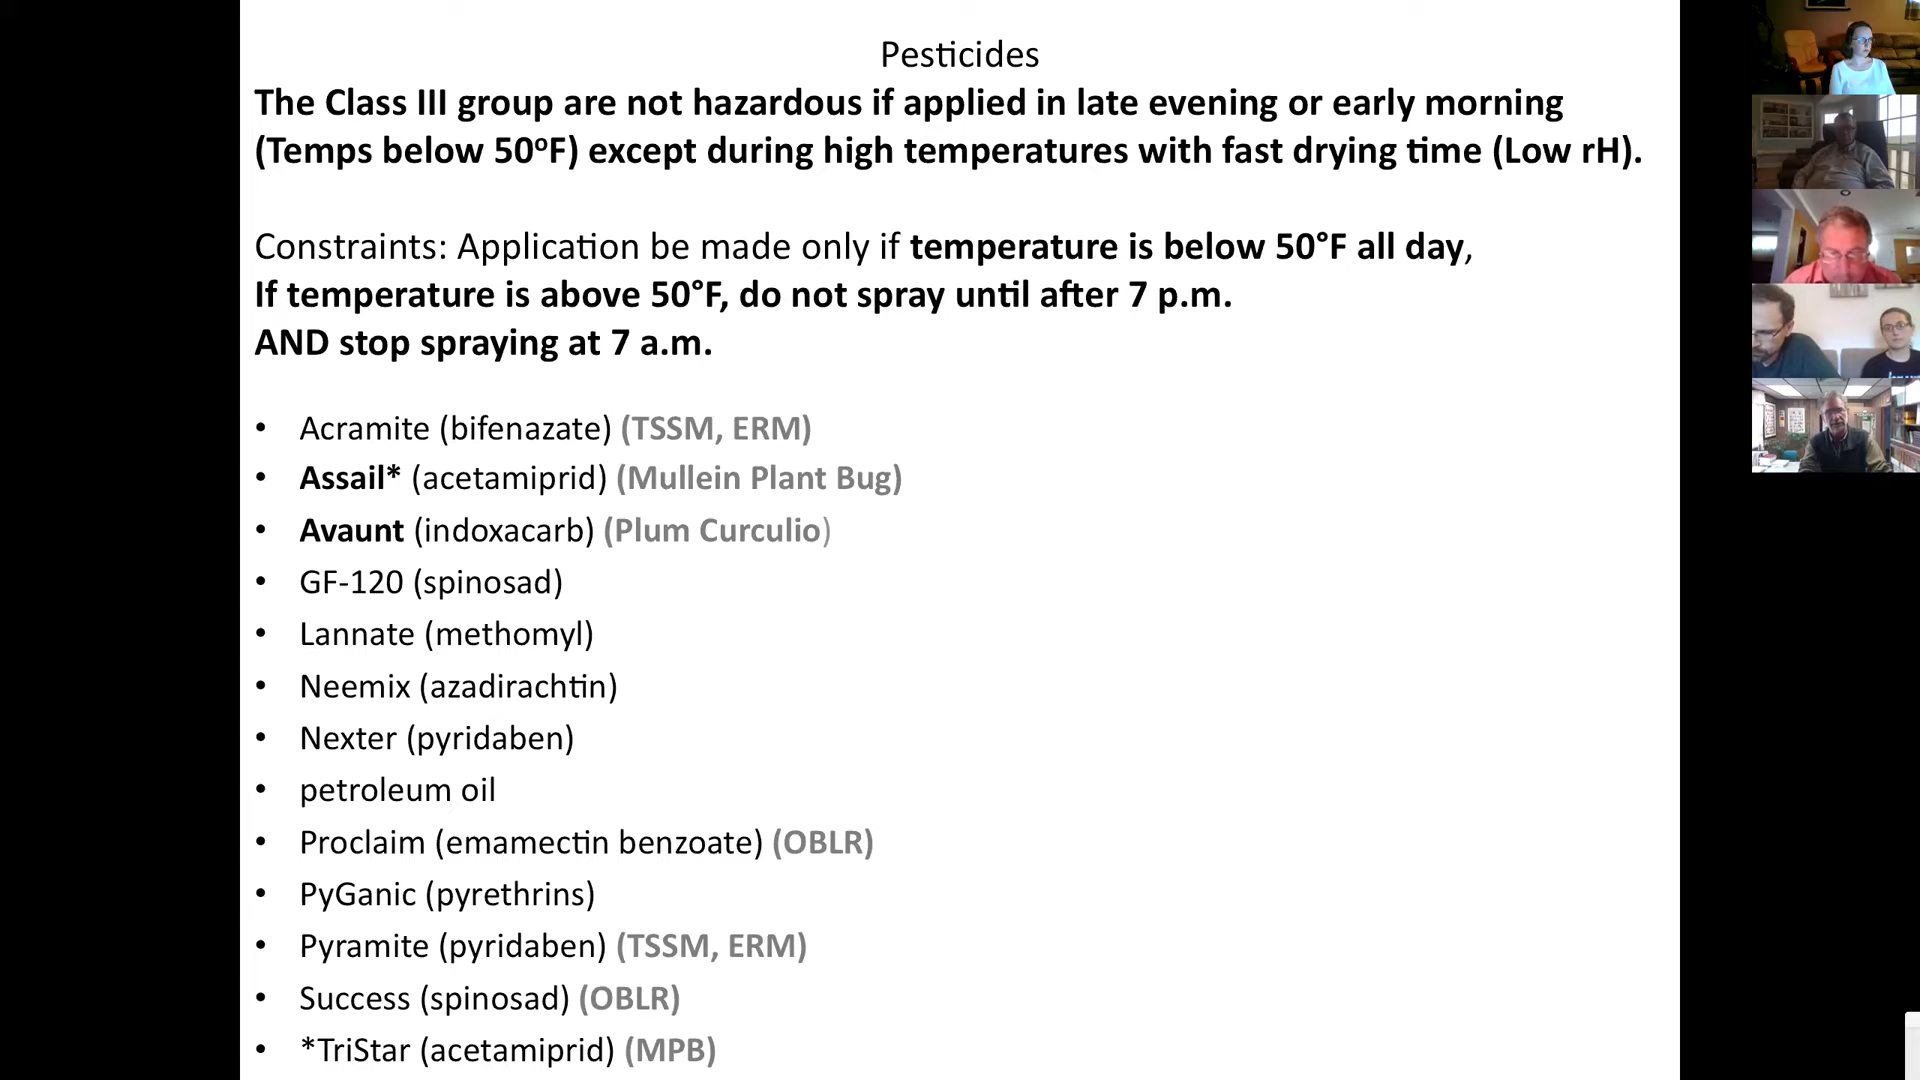 Pesticides
The Class III group are not hazardous if applied in late evening or early morning
(Temps below 50ºF) except during high temperatures with fast drying time (Low rH).
Constraints: Application be made only if temperature is below 50°F all day,
If temperature is above 50°F, do not spray until after 7 p.m.
AND stop spraying at 7 a.m.
• Acramite (bifenazate) (TSSM, ERM)
• Assail* (acetamiprid) (Mullein Plant Bug)
• Avaunt (indoxacarb) (Plum Curculio)
• GF-120 (spinosad)
• Lannate (methomyl)
• Neemix (azadirachtin)
• Nexter (pyridaben)
• petroleum oil
• Proclaim (emamectin benzoate) (OBLR)
• PyGanic (pyrethrins)
• Pyramite (pyridaben) (TSSM, ERM)
• Success (spinosad) (OBLR)
• *TriStar (acetamiprid) (MPB)